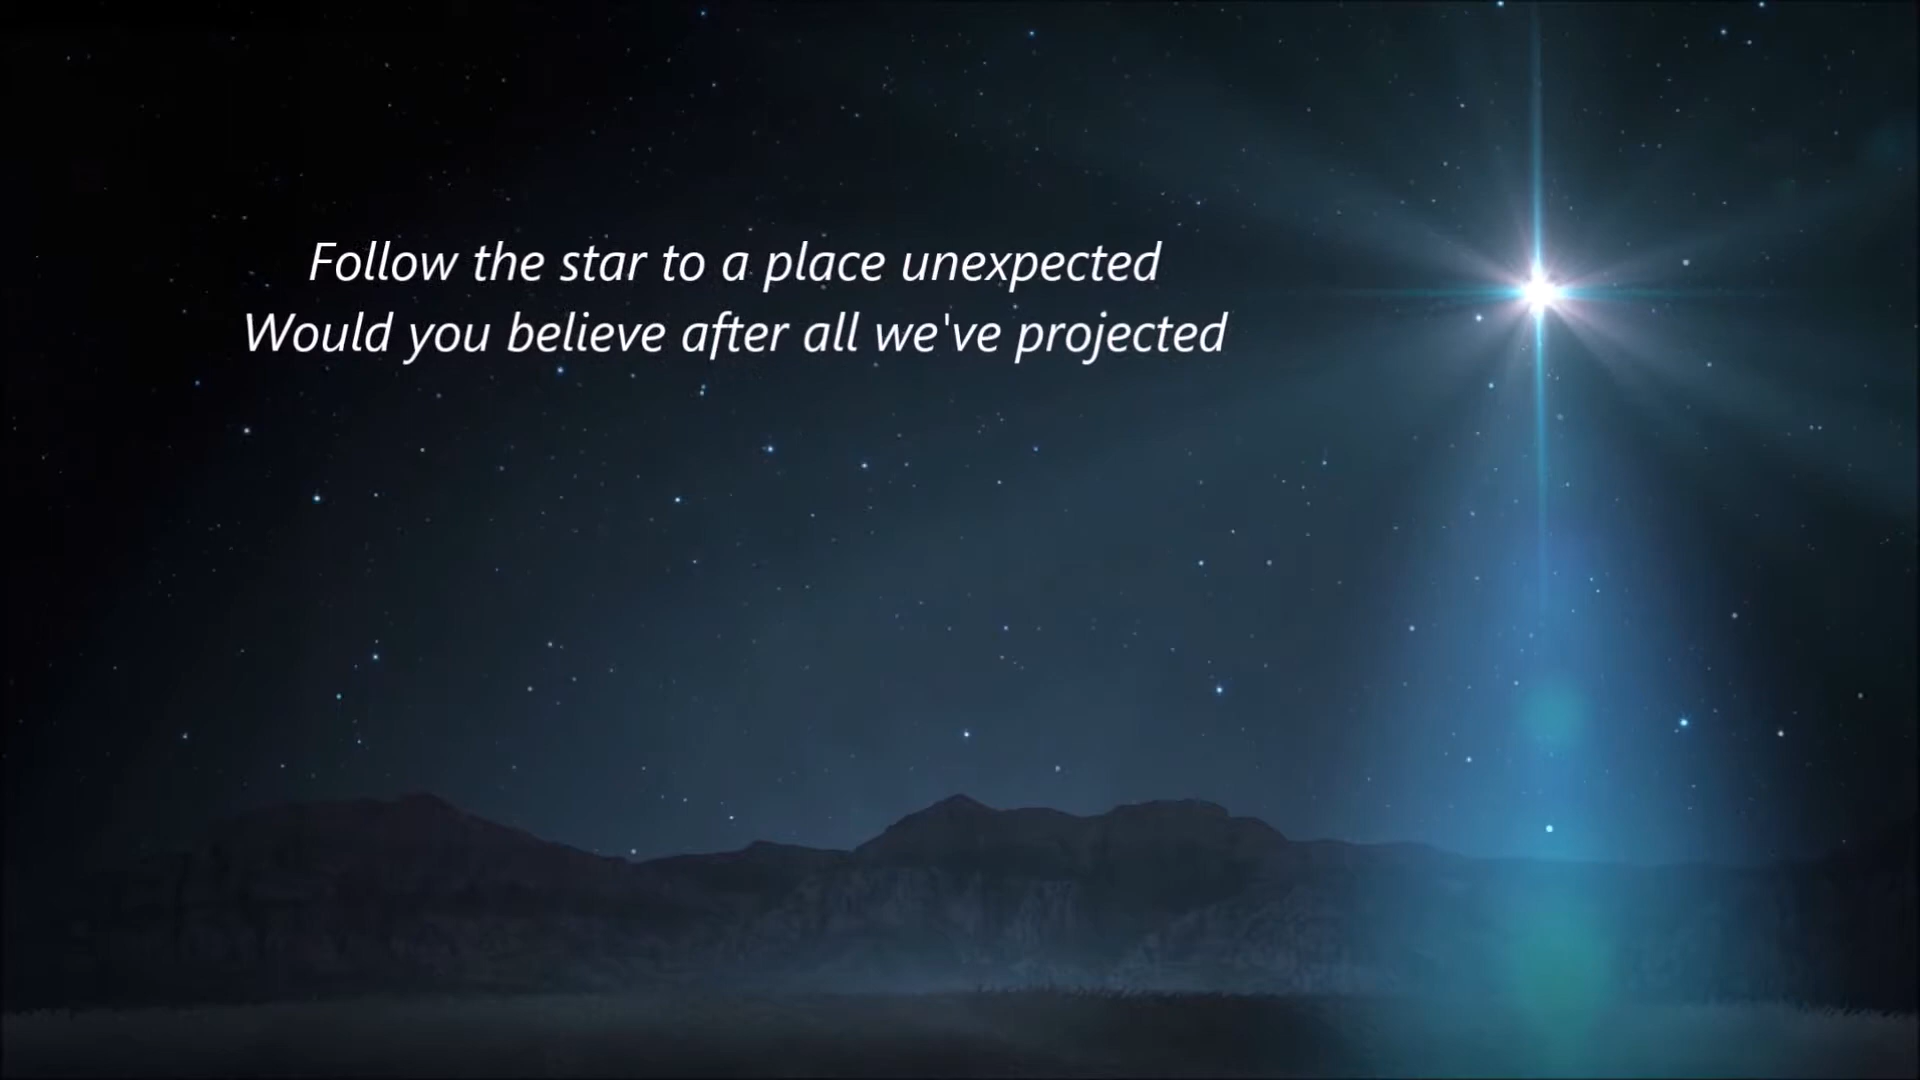 Follow the star to a place unexpected
Would you believe after all we've projected